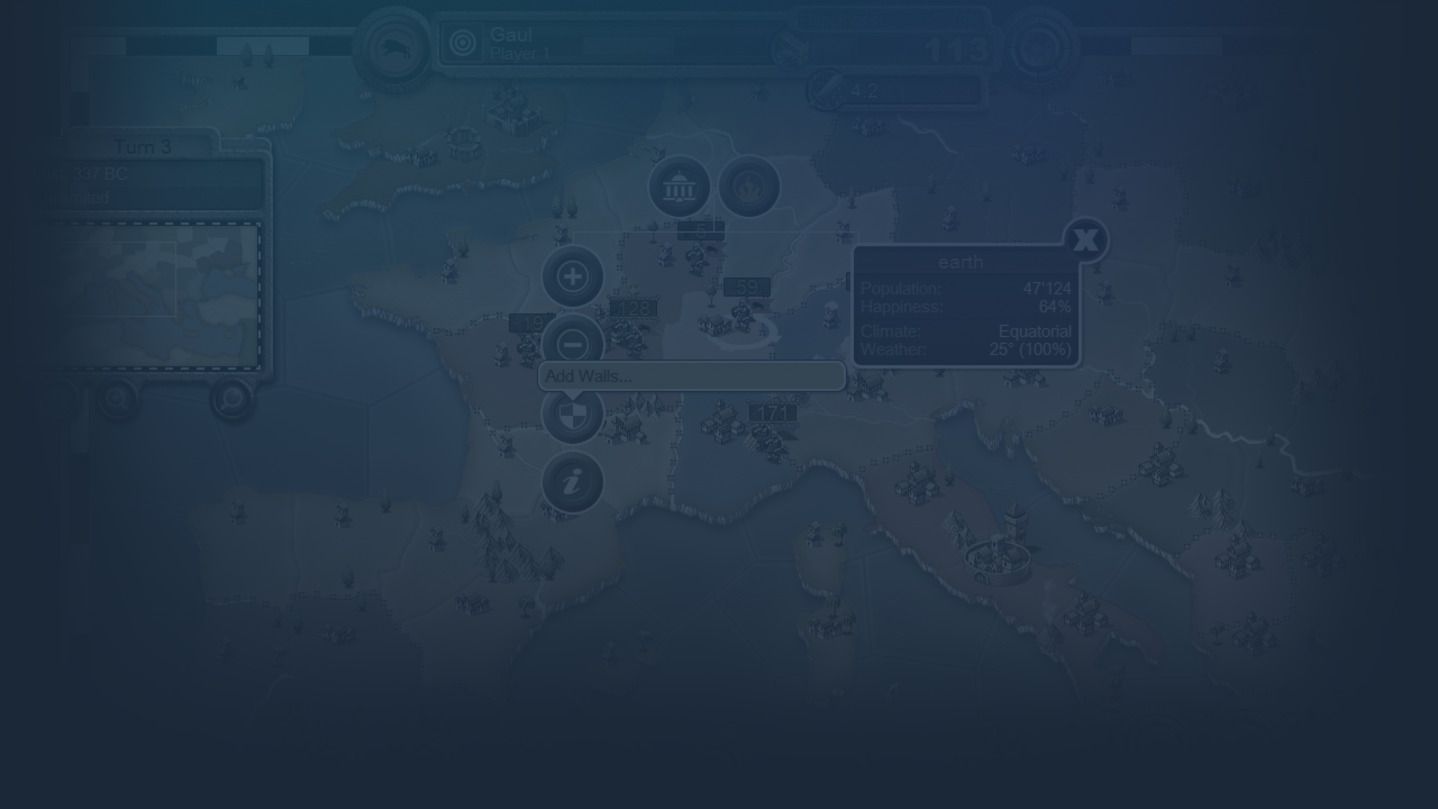 Gaul
Player 1
113
4.2
Turn 3
337 BC
59
128
19
171
Add Walls...
earth
Population: 47'124
Happiness: 64%
Climate: Equatorial
Weather: 25° (100%)